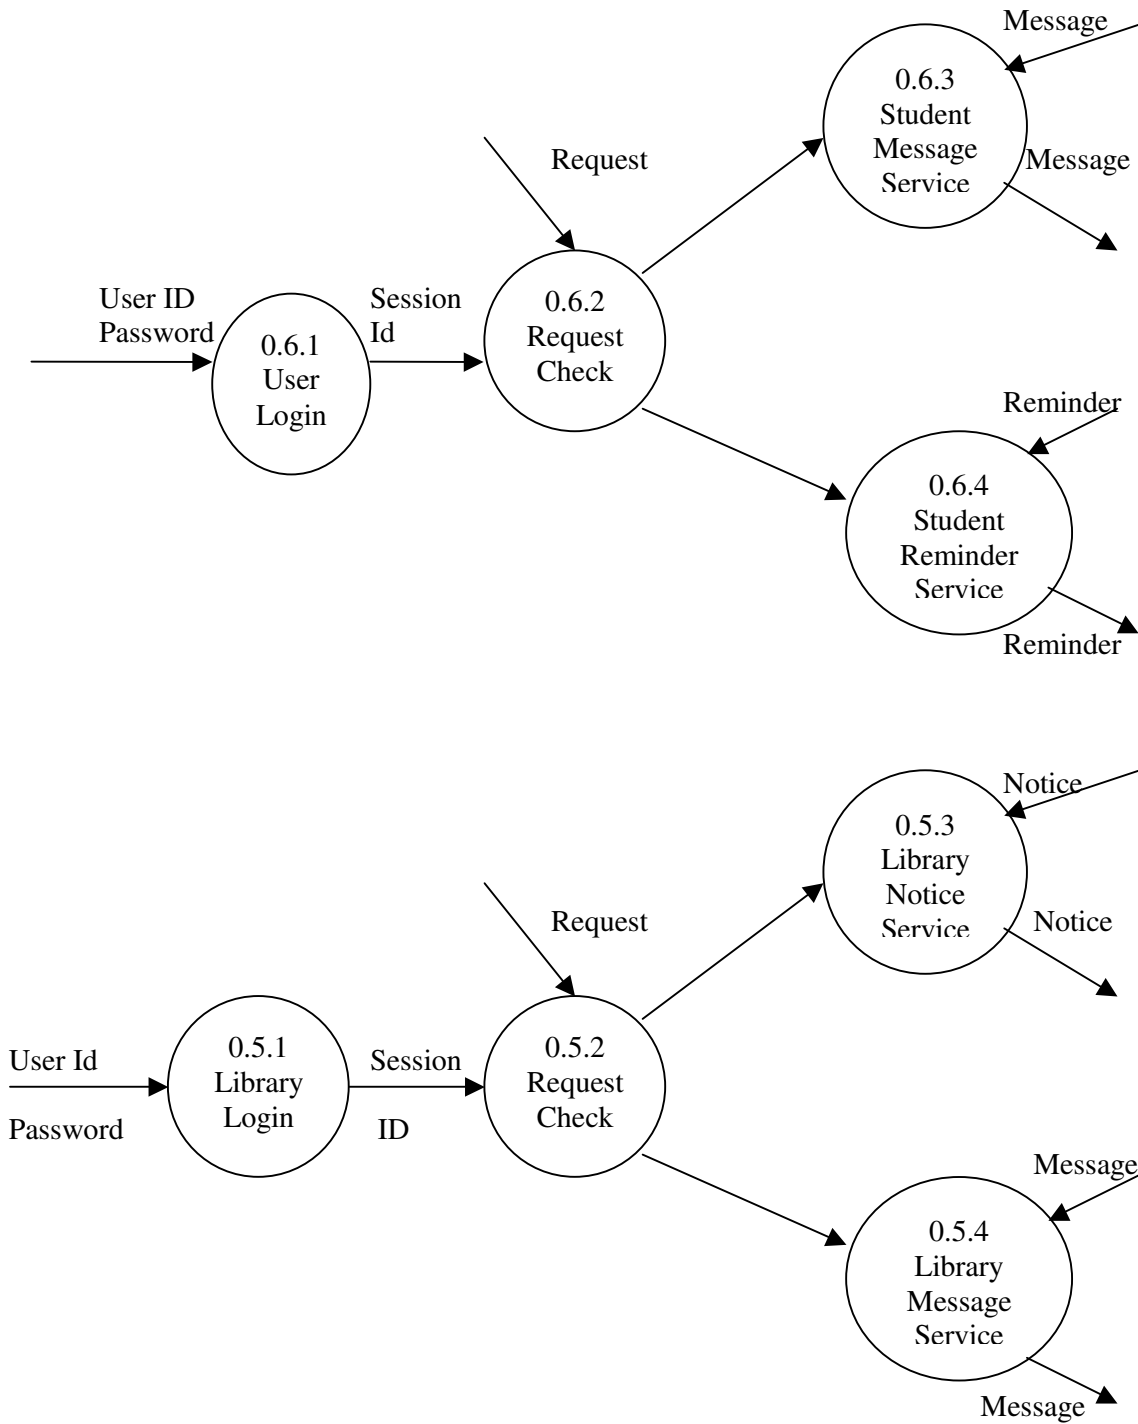 Message
0.6.3
Student
Message
Service
Request
Message
User ID
Password
Session
Id
0.6.1
User
Login
0.6.2
Request
Check
Reminder
0.6.4
Student
Reminder
Service
Reminder
Notice
0.5.3
Library
Notice
Service
Request
Notice
User Id
Password
0.5.1
Library
Login
Session
ID
0.5.2
Request
Check
Message
0.5.4
Library
Message
Service
Message